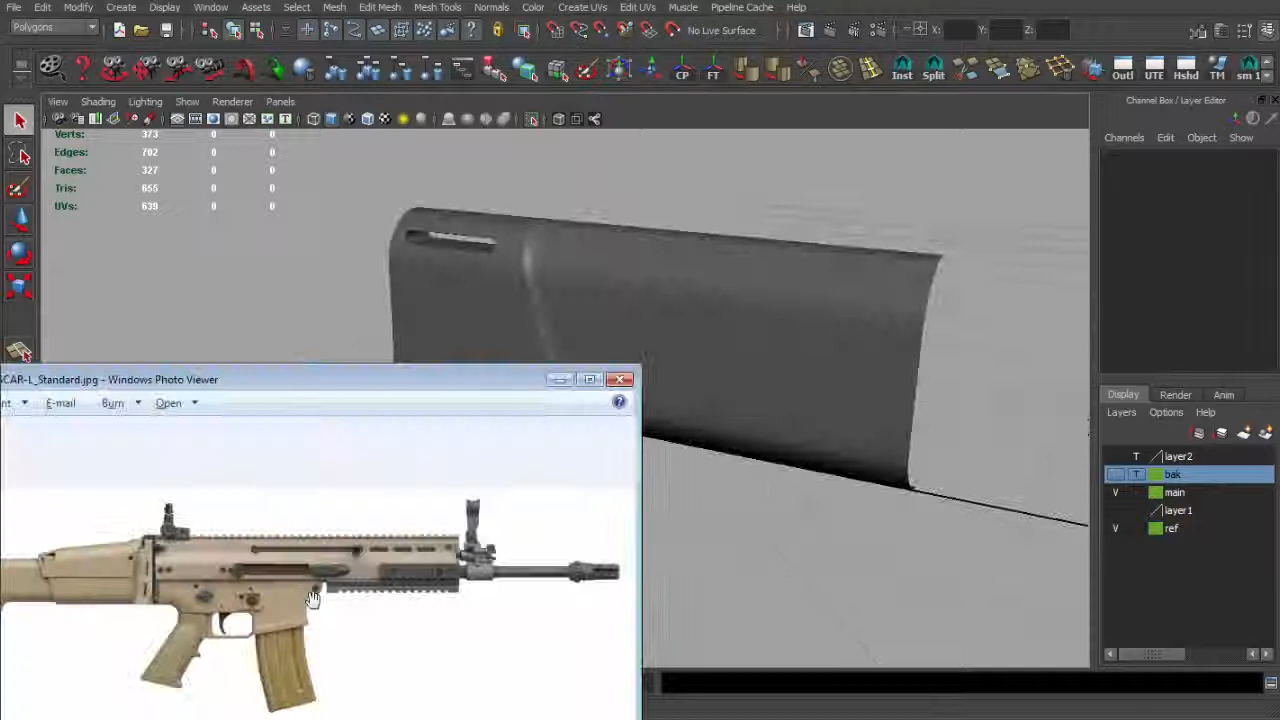 File Edit Modify Create Display Window Assets Select Mesh Edit Mesh Mesh Tools Normals Color Create UVs Edit UVs Muscle Pipeline Cache Help
Polygons No Live Surface X: Y: Z:
CP FT Inst Split Outl UTE Hshd TM sm 1
View Shading Lighting Show Renderer Panels
Channel Box / Layer Editor
Channels Edit Object Show
Verts: 373 0 0
Edges: 702 0 0
Faces: 327 0 0
Tris: 655 0 0
UVs: 639 0 0
SCAR-L_Standard.jpg - Windows Photo Viewer
nt E-mail Burn Open
Display Render Anim
Layers Options Help
T layer2
T bak
V main
layer1
V ref